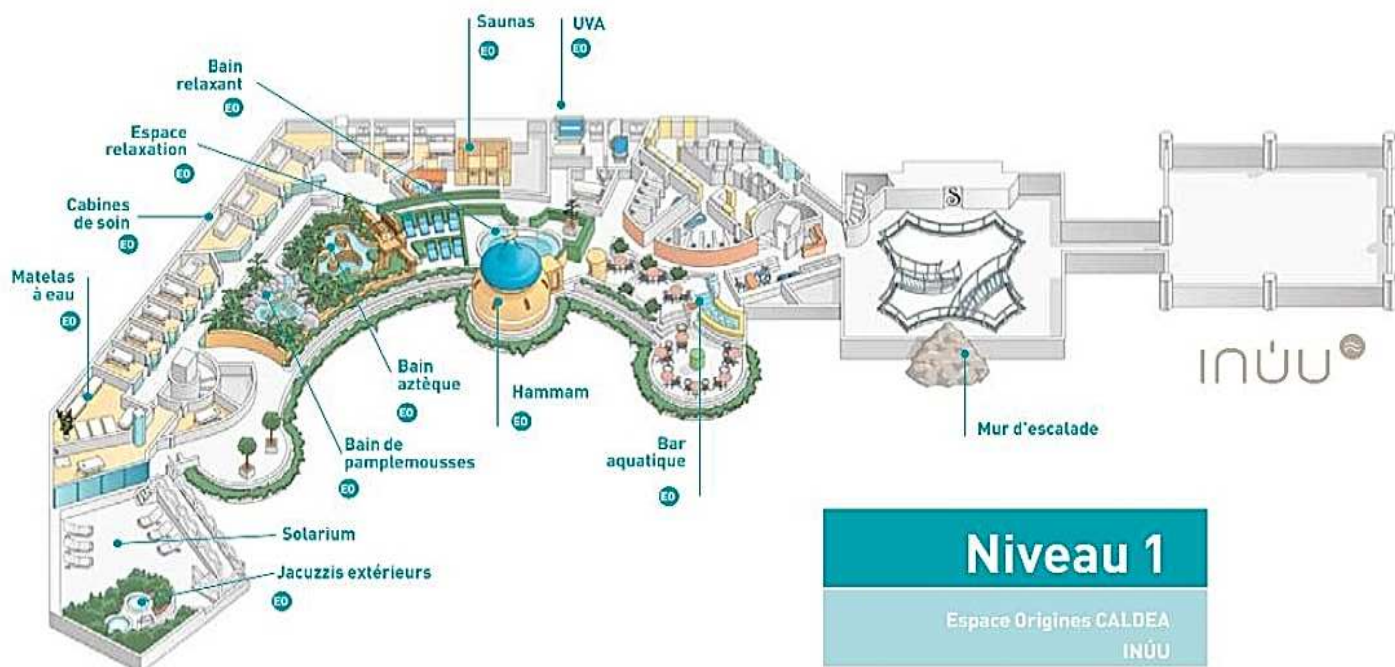 Saunas
EO
UVA
EO
Bain
relaxant
EO
Espace
relaxation
EO
Cabines
de soin
EO
Matelas
à eau
EO
S
INÚU
Bain
aztèque
EO
Hammam
EO
Mur d'escalade
Bain de
pamplemousses
EO
Bar
aquatique
EO
Solarium
Jacuzzis extérieurs
EO
Niveau 1
Espace Origines CALDEA
INÚU